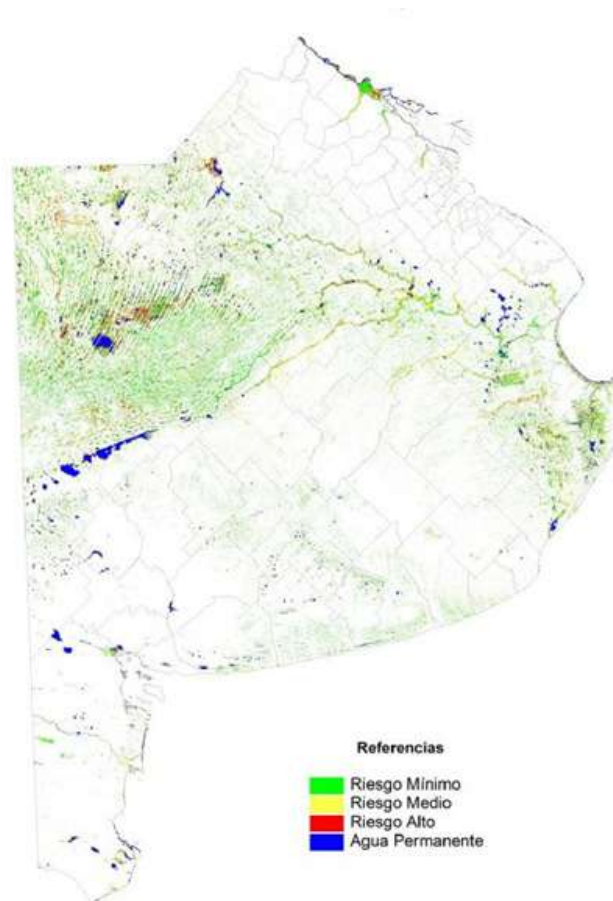 Referencias
Riesgo Mínimo
Riesgo Medio
Riesgo Alto
Agua Permanente